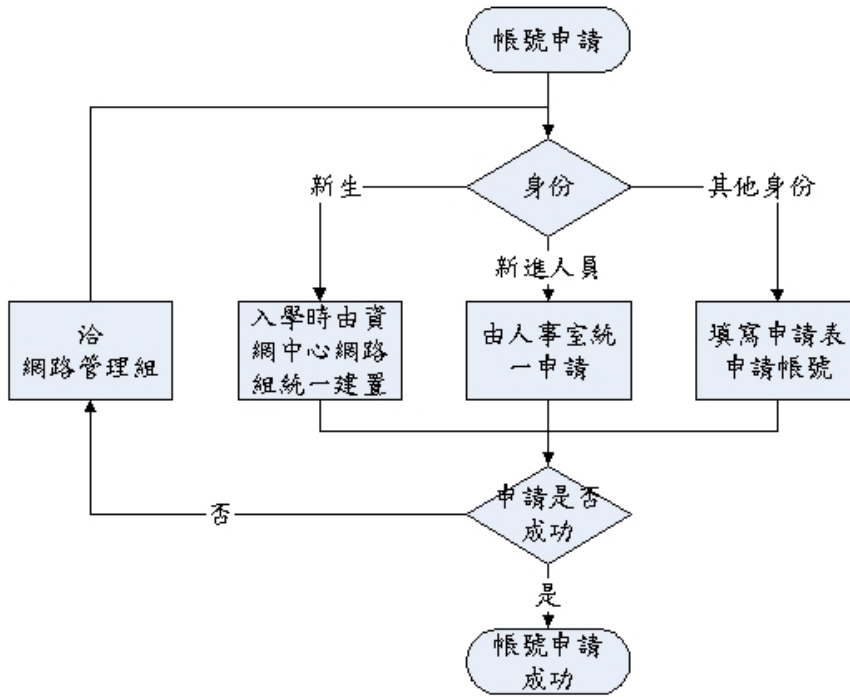 帳號申請
身份
新生
其他身份
新進人員
洽
網路管理組
入學時由資
網中心網路
組統一建置
由人事室統
一申請
填寫申請表
申請帳號
申請是否
成功
否
是
帳號申請
成功